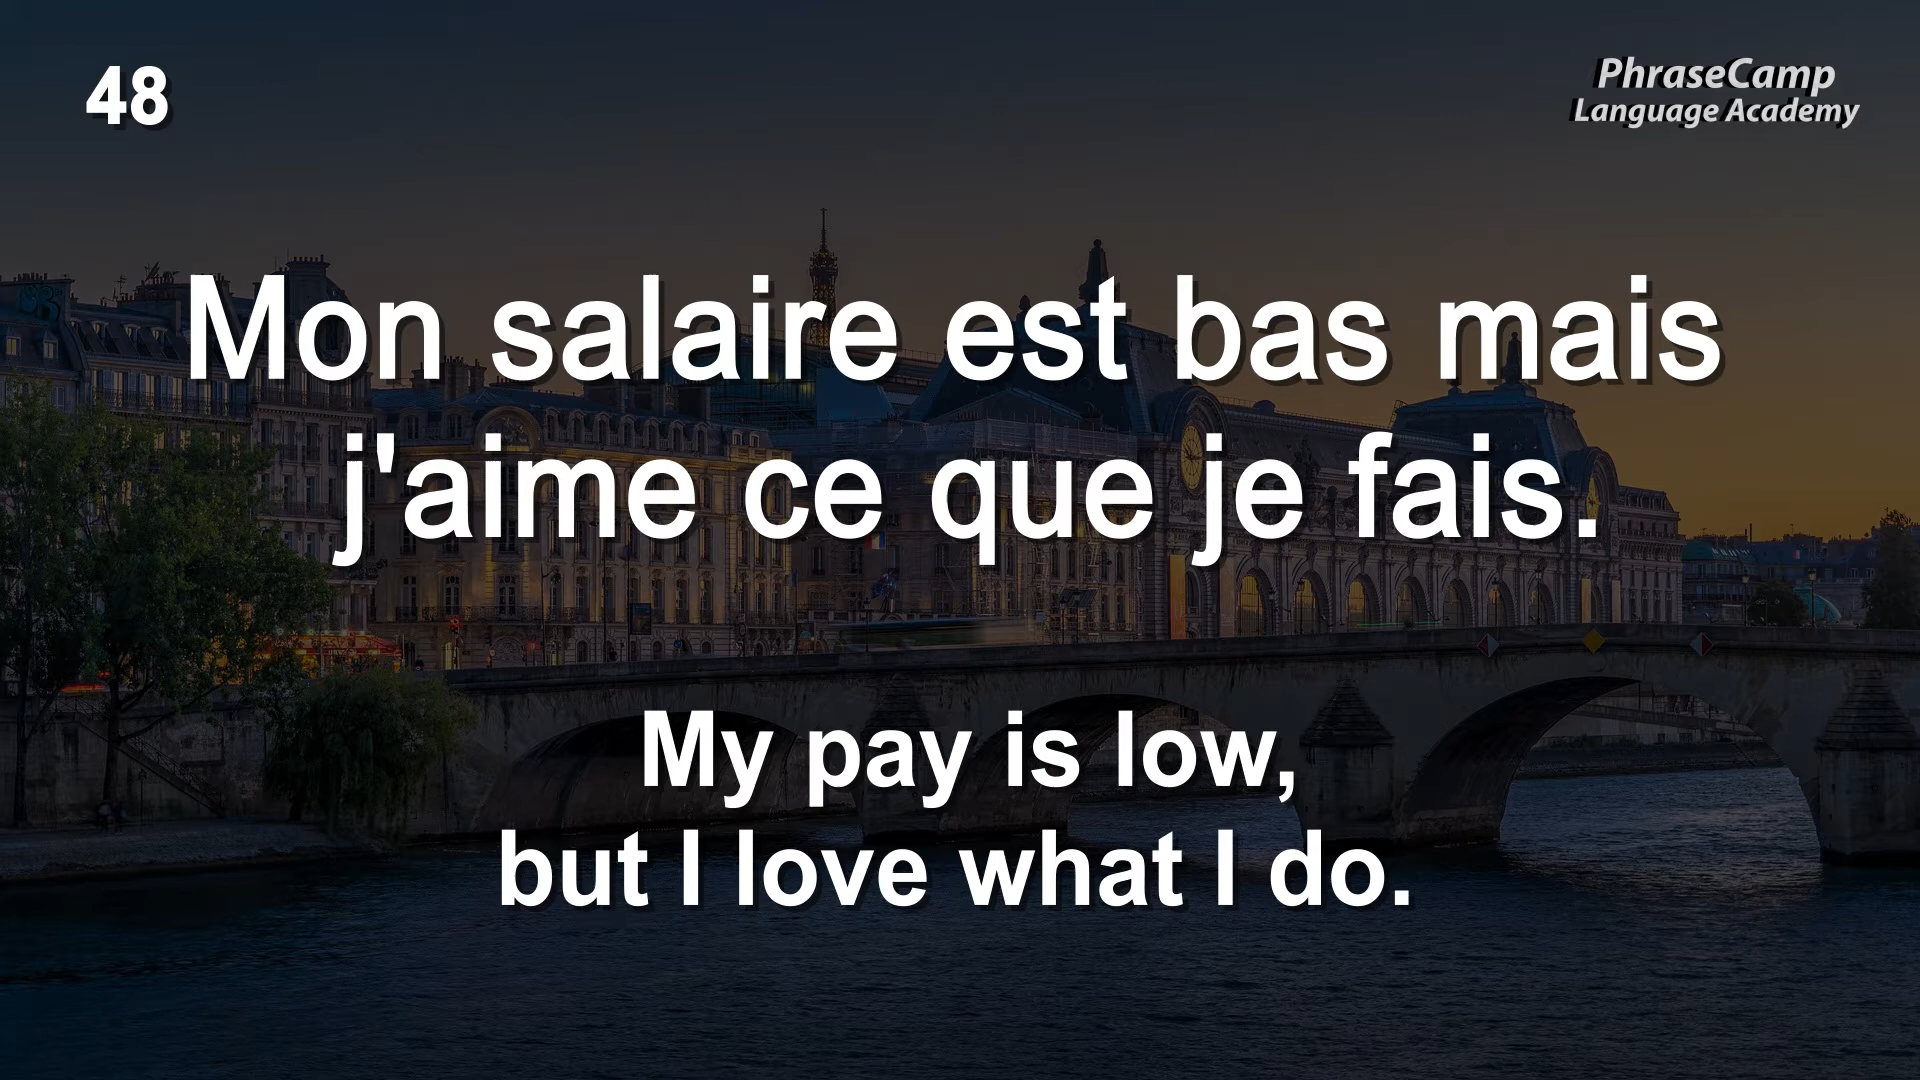 48
PhraseCamp
Language Academy
Mon salaire est bas mais
j'aime ce que je fais.
My pay is low,
but I love what I do.